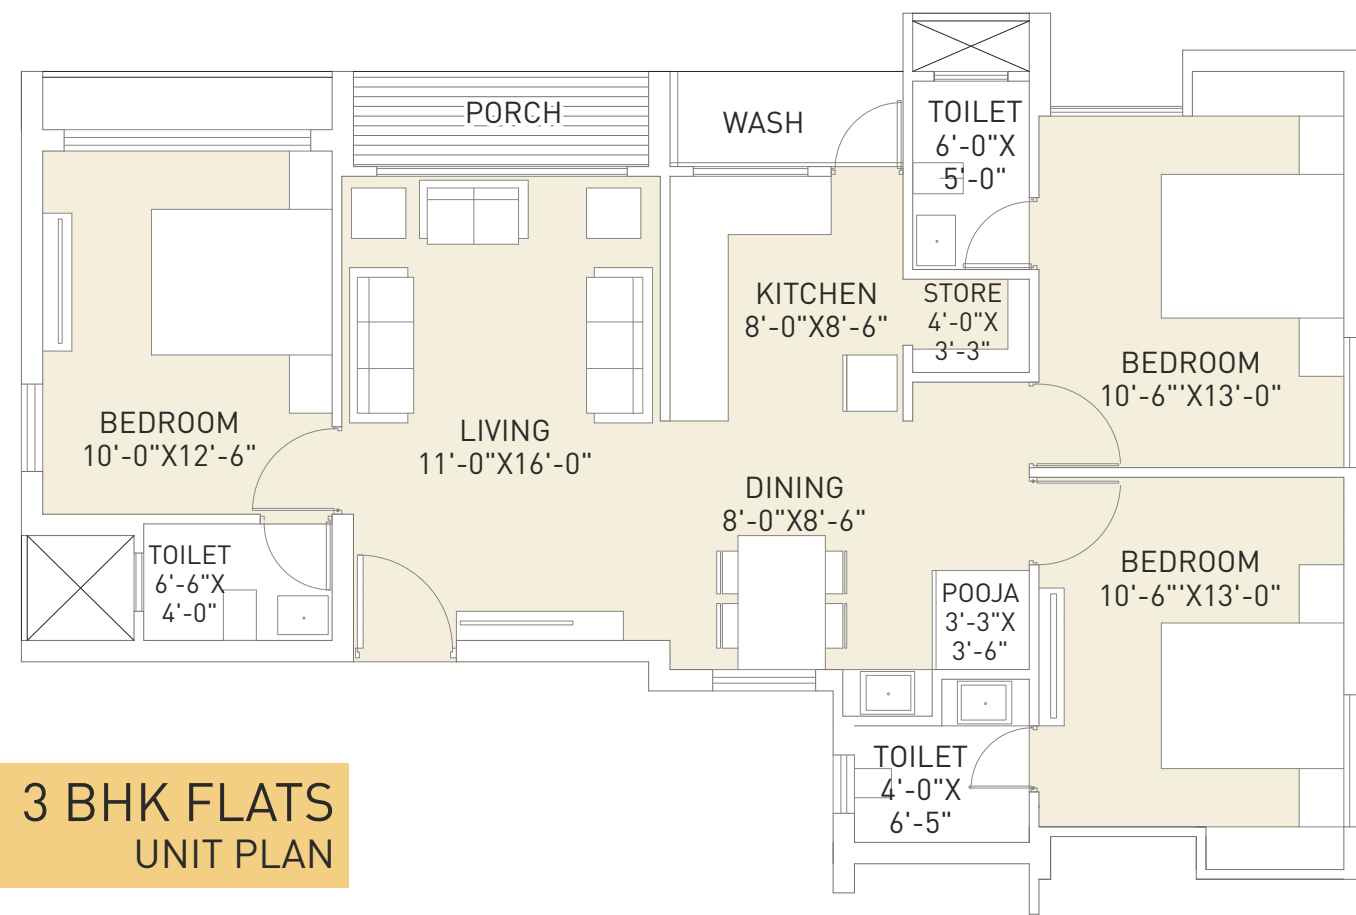 PORCH
WASH
TOILET
6'-0"X
5'-0"
KITCHEN
8'-0"X8'-6"
STORE
4'-0"X
3'-3"
BEDROOM
10'-6"'X13'-0"
BEDROOM
10'-0"X12'-6"
LIVING
11'-0"X16'-0"
DINING
8'-0"X8'-6"
TOILET
6'-6"X
4'-0"
POOJA
3'-3"X
3'-6"
BEDROOM
10'-6"'X13'-0"
TOILET
4'-0"X
6'-5"
3 BHK FLATS
UNIT PLAN